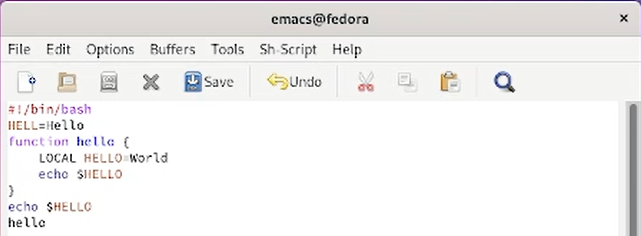 emacs@fedora ×
File Edit Options Buffers Tools Sh-Script Help
Save Undo
#!/bin/bash
HELL=Hello
function hello {
    LOCAL HELLO=World
    echo $HELLO
}
echo $HELLO
hello